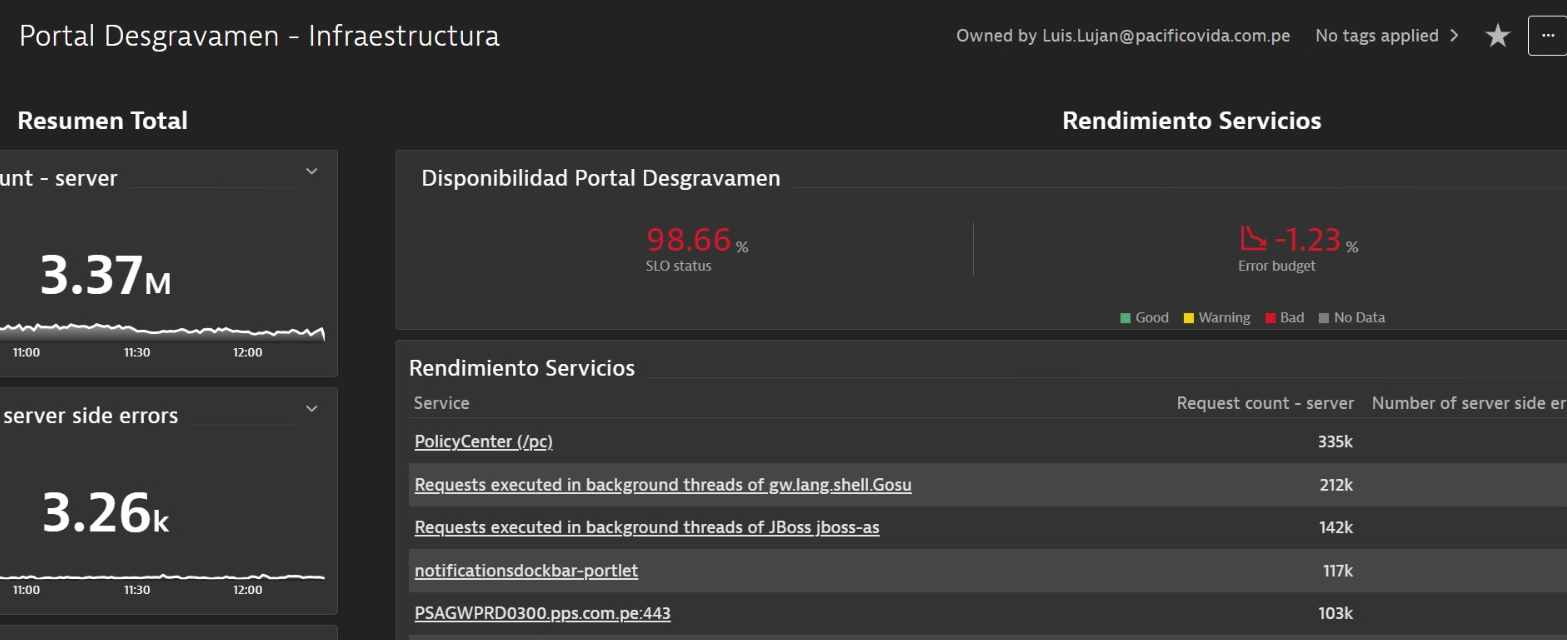 Portal Desgravamen - Infraestructura
Owned by Luis.Lujan@pacificovida.com.pe No tags applied
Resumen Total
unt - server
3.37M
11:00 11:30 12:00
server side errors
3.26k
11:00 11:30 12:00
Rendimiento Servicios
Disponibilidad Portal Desgravamen
98.66 %
SLO status
-1.23 %
Error budget
Good Warning Bad No Data
Rendimiento Servicios
Service Request count - server Number of server side er
PolicyCenter (/pc) 335k
Requests executed in background threads of gw.lang.shell.Gosu 212k
Requests executed in background threads of JBoss jboss-as 142k
notificationsdockbar-portlet 117k
PSAGWPRD0300.pps.com.pe:443 103k